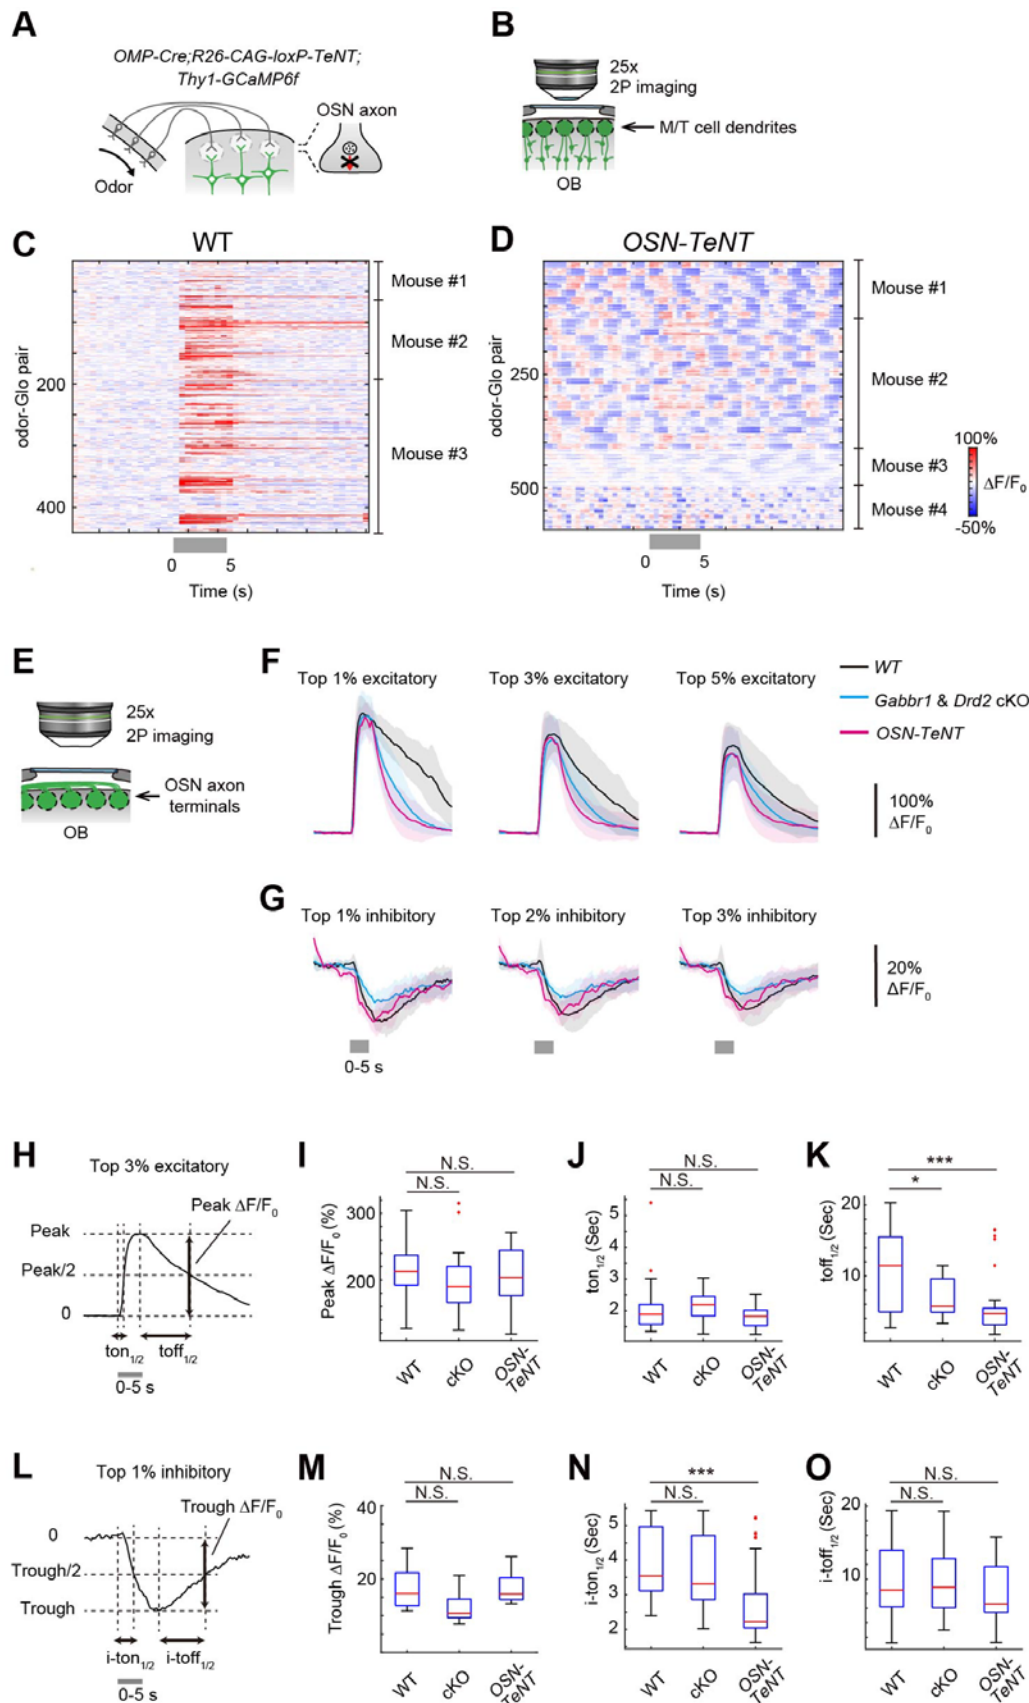 A
OMP-Cre;R26-CAG-loxP-TeNT;
Thy1-GCaMP6f
OSN axon
Odor
B
25x
2P imaging
M/T cell dendrites
OB
C
WT
odor-Glo pair
200
400
Mouse #1
Mouse #2
Mouse #3
0
5
Time (s)
D
OSN-TeNT
odor-Glo pair
250
500
Mouse #1
Mouse #2
Mouse #3
Mouse #4
100%
ΔF/F0
-50%
0
5
Time (s)
E
25x
2P imaging
OSN axon
terminals
OB
F
Top 1% excitatory
Top 3% excitatory
Top 5% excitatory
WT
Gabbr1 & Drd2 cKO
OSN-TeNT
100%
ΔF/F0
G
Top 1% inhibitory
Top 2% inhibitory
Top 3% inhibitory
20%
ΔF/F0
0-5 s
H
Top 3% excitatory
Peak ΔF/F0
Peak
Peak/2
0
ton1/2
toff1/2
0-5 s
I
N.S.
N.S.
Peak ΔF/F0 (%)
300
200
WT
cKO
OSN-
TeNT
J
N.S.
N.S.
ton1/2 (Sec)
5
4
3
2
WT
cKO
OSN-
TeNT
K
***
*
toff1/2 (Sec)
20
10
WT
cKO
OSN-
TeNT
L
Top 1% inhibitory
Trough ΔF/F0
0
Trough/2
Trough
i-ton1/2
i-toff1/2
0-5 s
M
N.S.
N.S.
Trough ΔF/F0 (%)
40
20
WT
cKO
OSN-
TeNT
N
***
N.S.
i-ton1/2 (Sec)
5
4
3
2
WT
cKO
OSN-
TeNT
O
N.S.
N.S.
i-toff1/2 (Sec)
20
10
WT
cKO
OSN-
TeNT